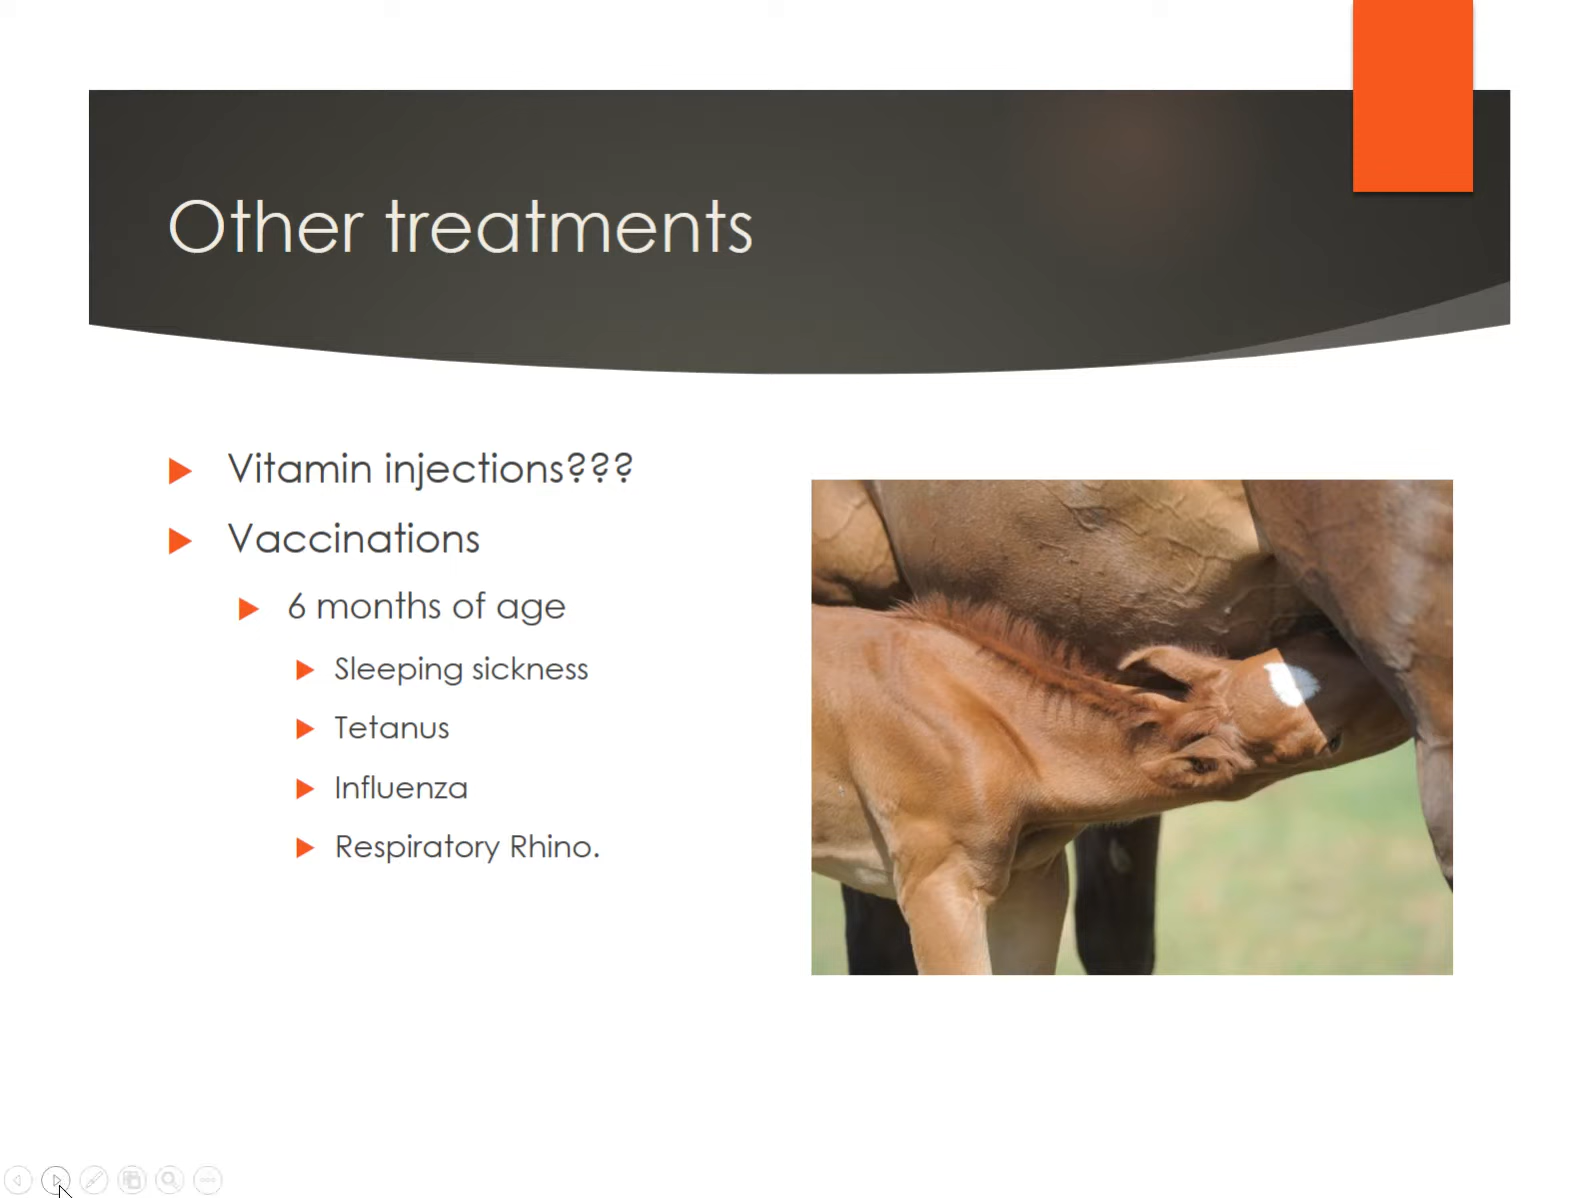 Other treatments
Vitamin injections???
Vaccinations
6 months of age
Sleeping sickness
Tetanus
Influenza
Respiratory Rhino.